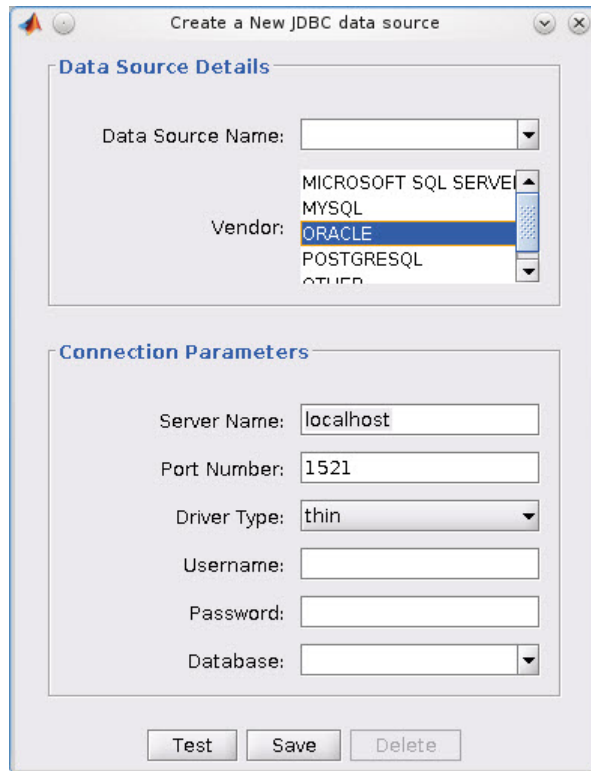 Create a New JDBC data source
Data Source Details
Data Source Name:
Vendor:
MICROSOFT SQL SERVE
MYSQL
ORACLE
POSTGRESQL
Connection Parameters
Server Name: localhost
Port Number: 1521
Driver Type: thin
Username:
Password:
Database:
Test Save Delete